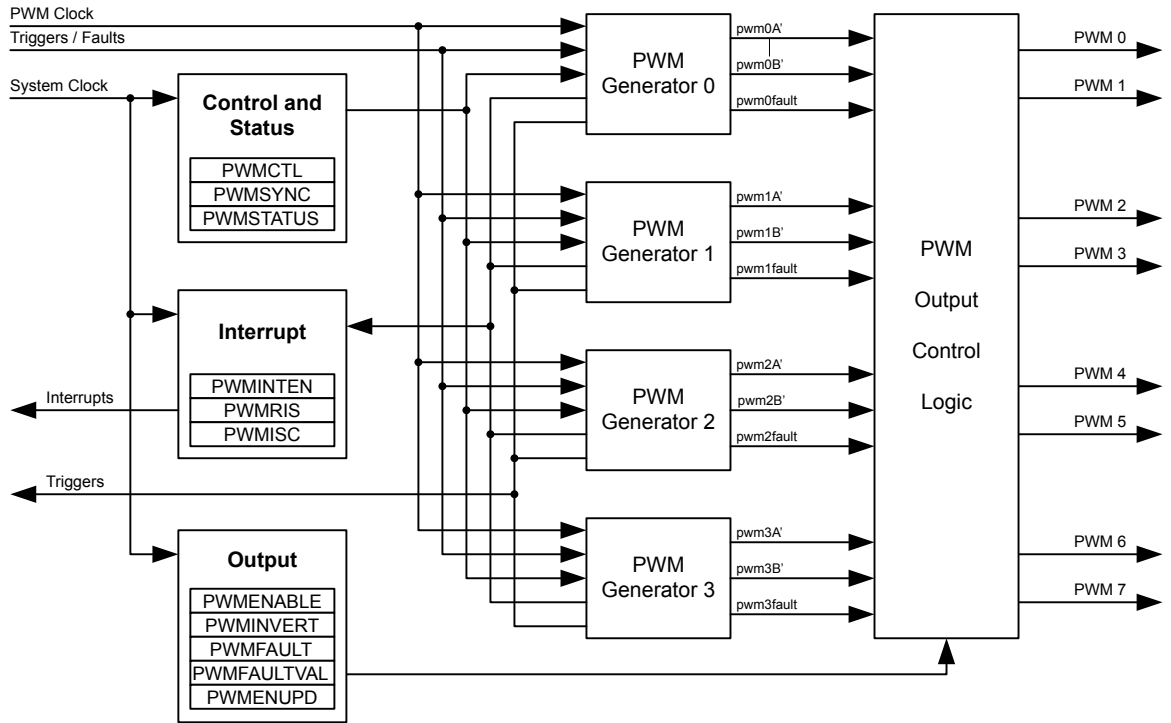 PWM Clock
Triggers / Faults
System Clock
Control and
Status
PWMCTL
PWMSYNC
PWMSTATUS
Interrupt
PWMINTEN
PWMRIS
PWMISC
Interrupts
Triggers
Output
PWMENABLE
PWMINVERT
PWMFAULT
PWMFAULTVAL
PWMENUPD
PWM
Generator 0
pwm0A’
pwm0B’
pwm0fault
PWM
Generator 1
pwm1A’
pwm1B’
pwm1fault
PWM
Generator 2
pwm2A’
pwm2B’
pwm2fault
PWM
Generator 3
pwm3A’
pwm3B’
pwm3fault
PWM
Output
Control
Logic
PWM 0
PWM 1
PWM 2
PWM 3
PWM 4
PWM 5
PWM 6
PWM 7